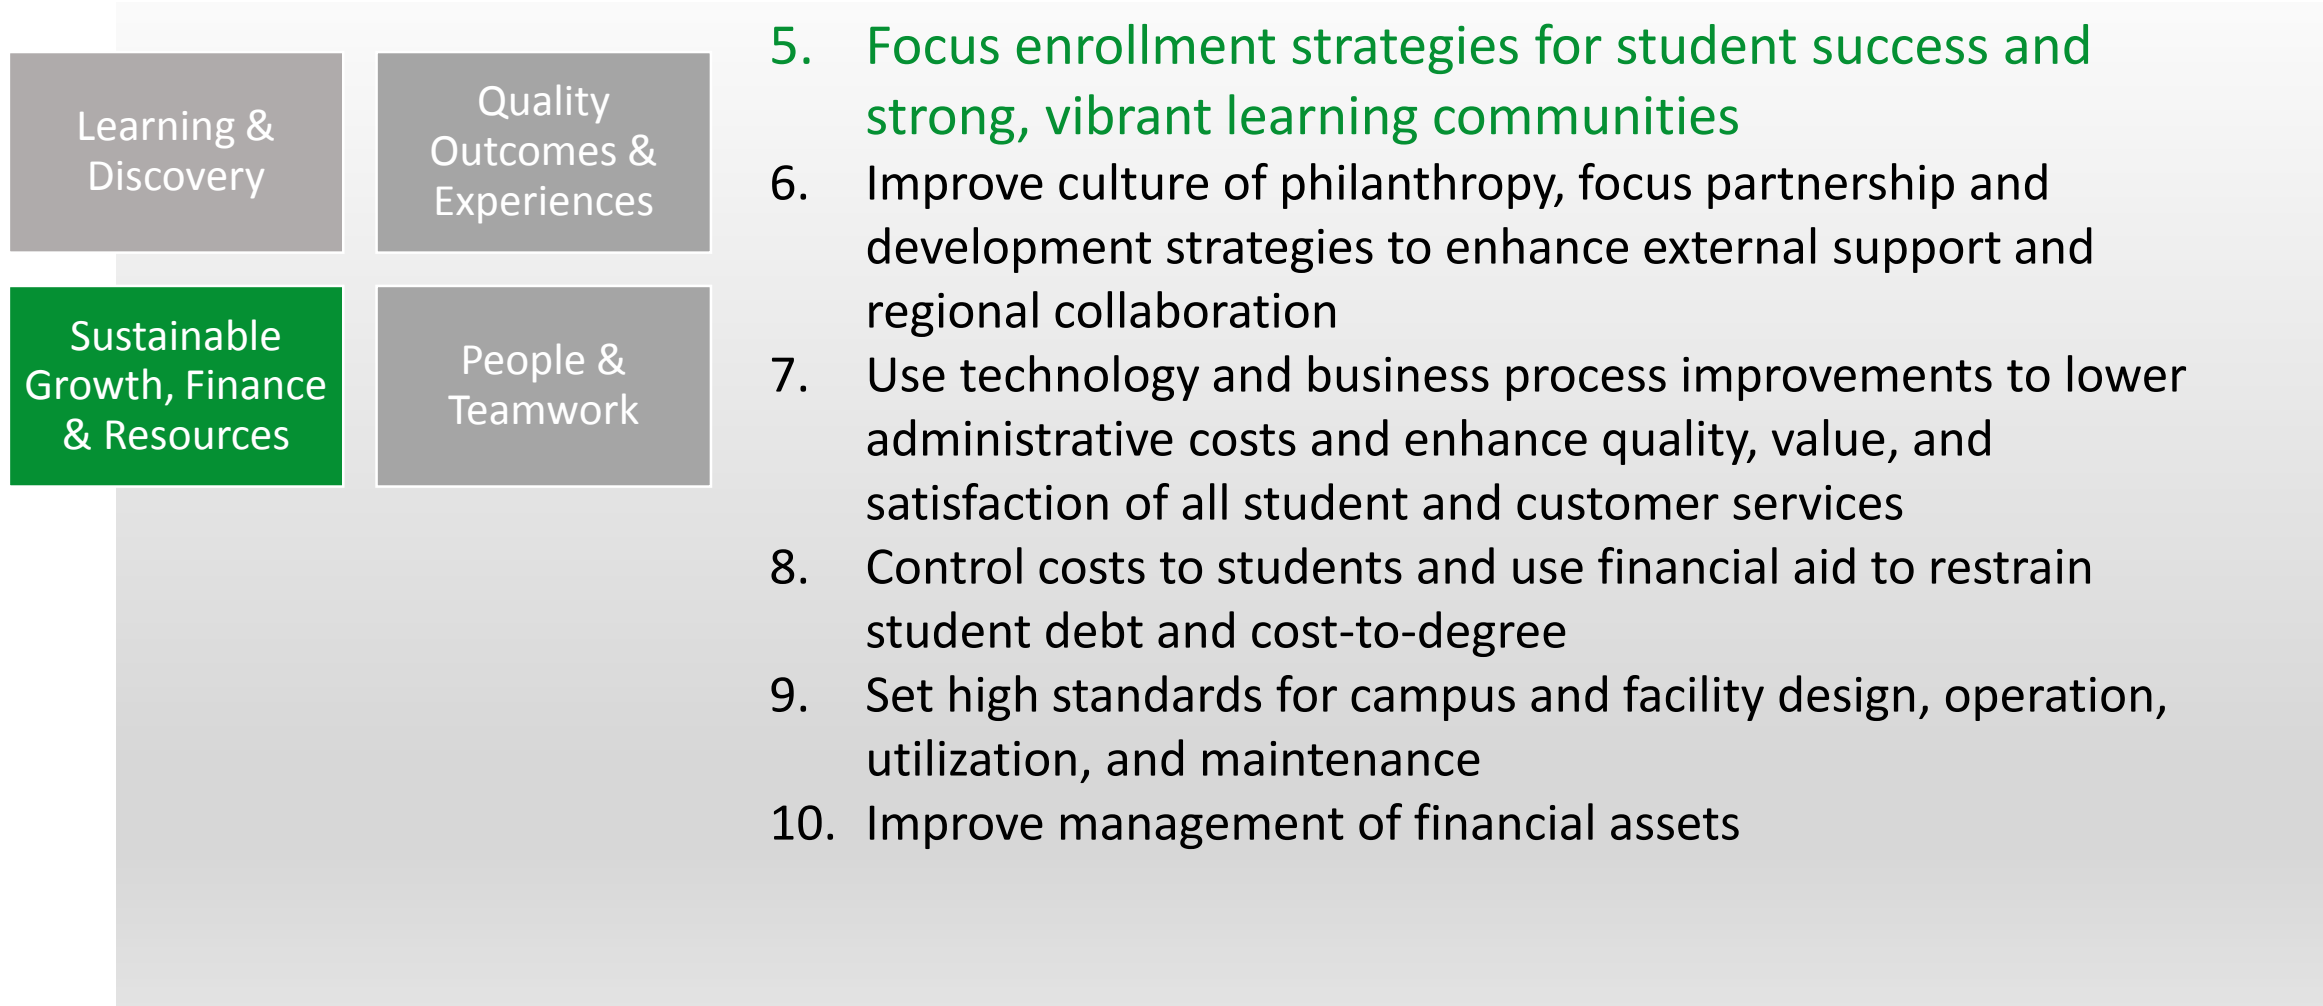 Learning &
Discovery
Quality
Outcomes &
Experiences
Sustainable
Growth, Finance
& Resources
People &
Teamwork
5. Focus enrollment strategies for student success and
strong, vibrant learning communities
6. Improve culture of philanthropy, focus partnership and
development strategies to enhance external support and
regional collaboration
7. Use technology and business process improvements to lower
administrative costs and enhance quality, value, and
satisfaction of all student and customer services
8. Control costs to students and use financial aid to restrain
student debt and cost-to-degree
9. Set high standards for campus and facility design, operation,
utilization, and maintenance
10. Improve management of financial assets